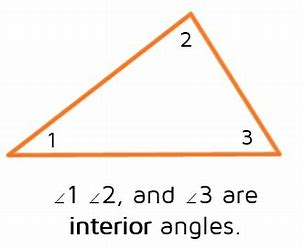 2
1
3
∠1 ∠2, and ∠3 are
interior angles.